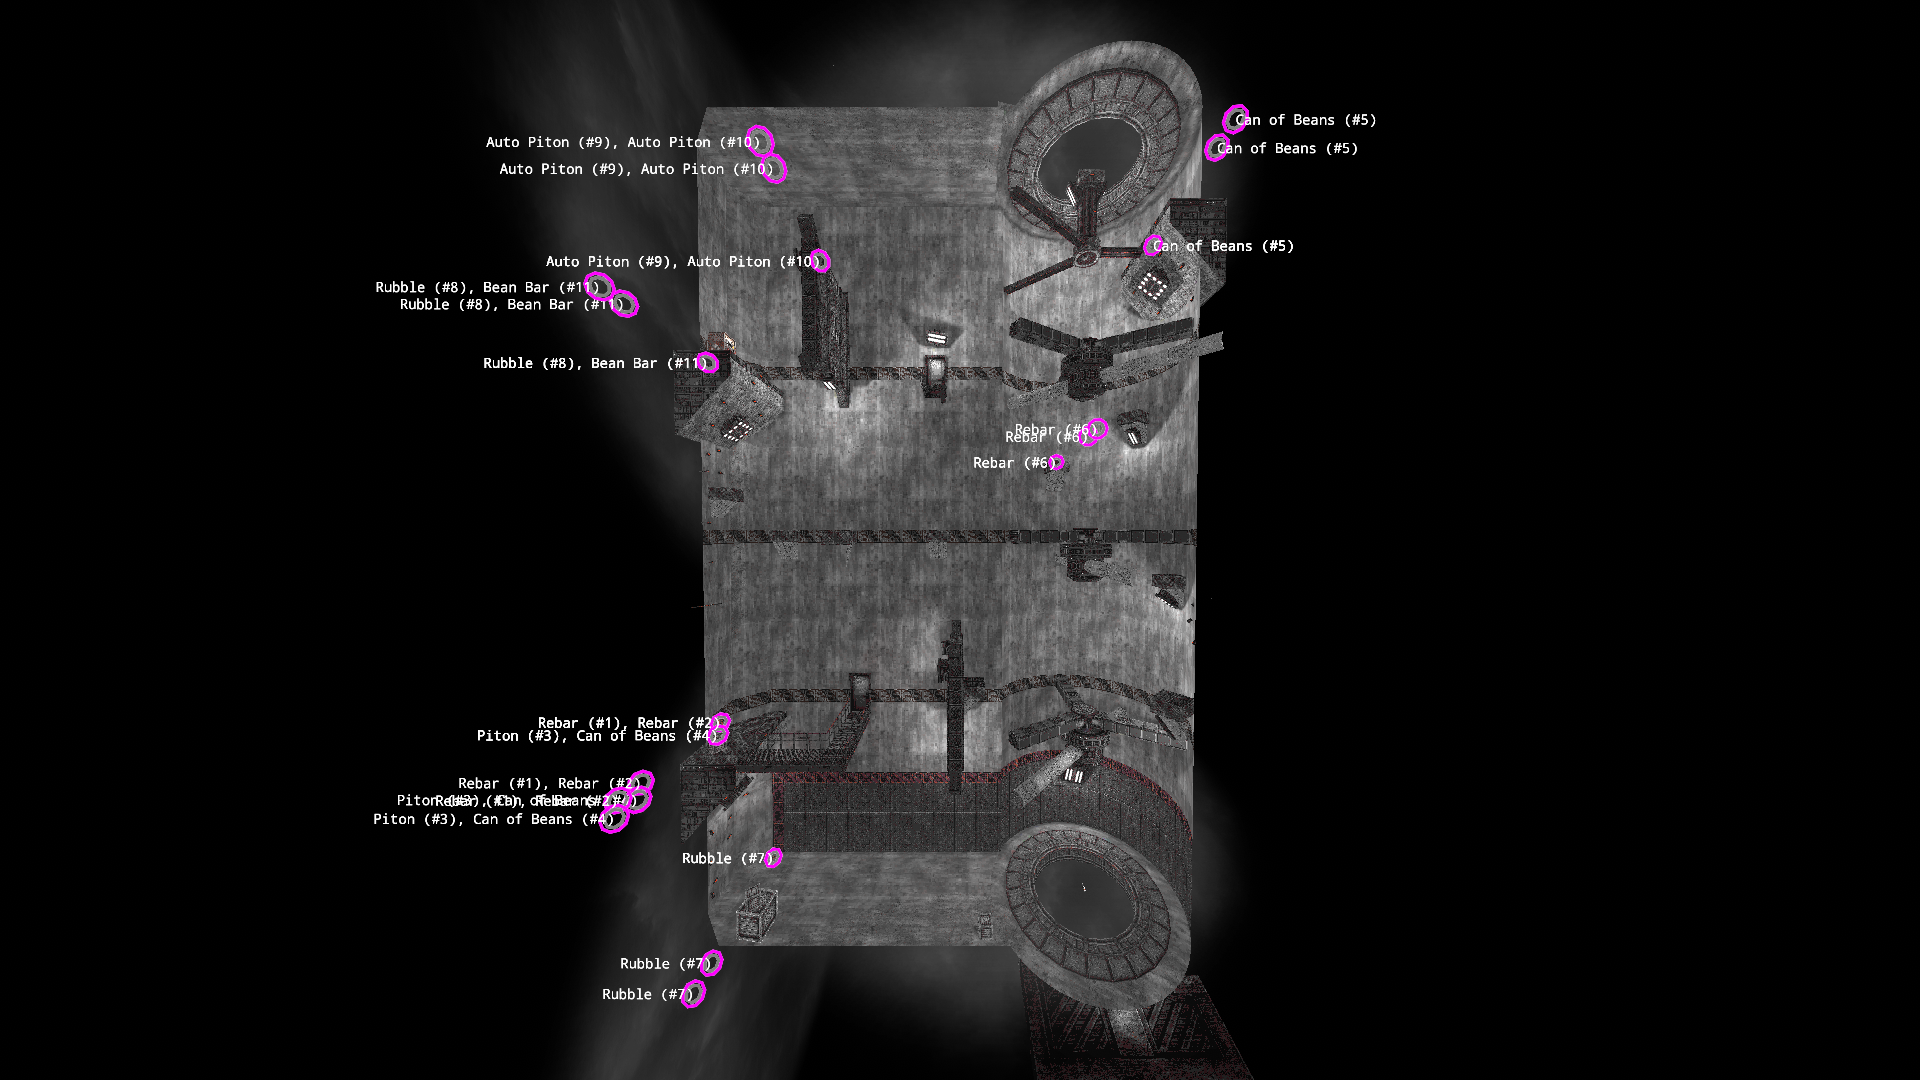 Can of Beans (#5)
Auto Piton (#9), Auto Piton (#10)
Can of Beans (#5)
Auto Piton (#9), Auto Piton (#10)
Can of Beans (#5)
Auto Piton (#9), Auto Piton (#10)
Rubble (#8), Bean Bar (#11)
Rubble (#8), Bean Bar (#11)
Rubble (#8), Bean Bar (#11)
Rebar (#6)
Rebar (#6)
Rebar (#6)
Rebar (#1), Rebar (#2)
Piton (#3), Can of Beans (#4)
Rebar (#1), Rebar (#2)
Piton (#3), Can of Beans (#4)
Rubble (#7)
Rubble (#7)
Rubble (#7)